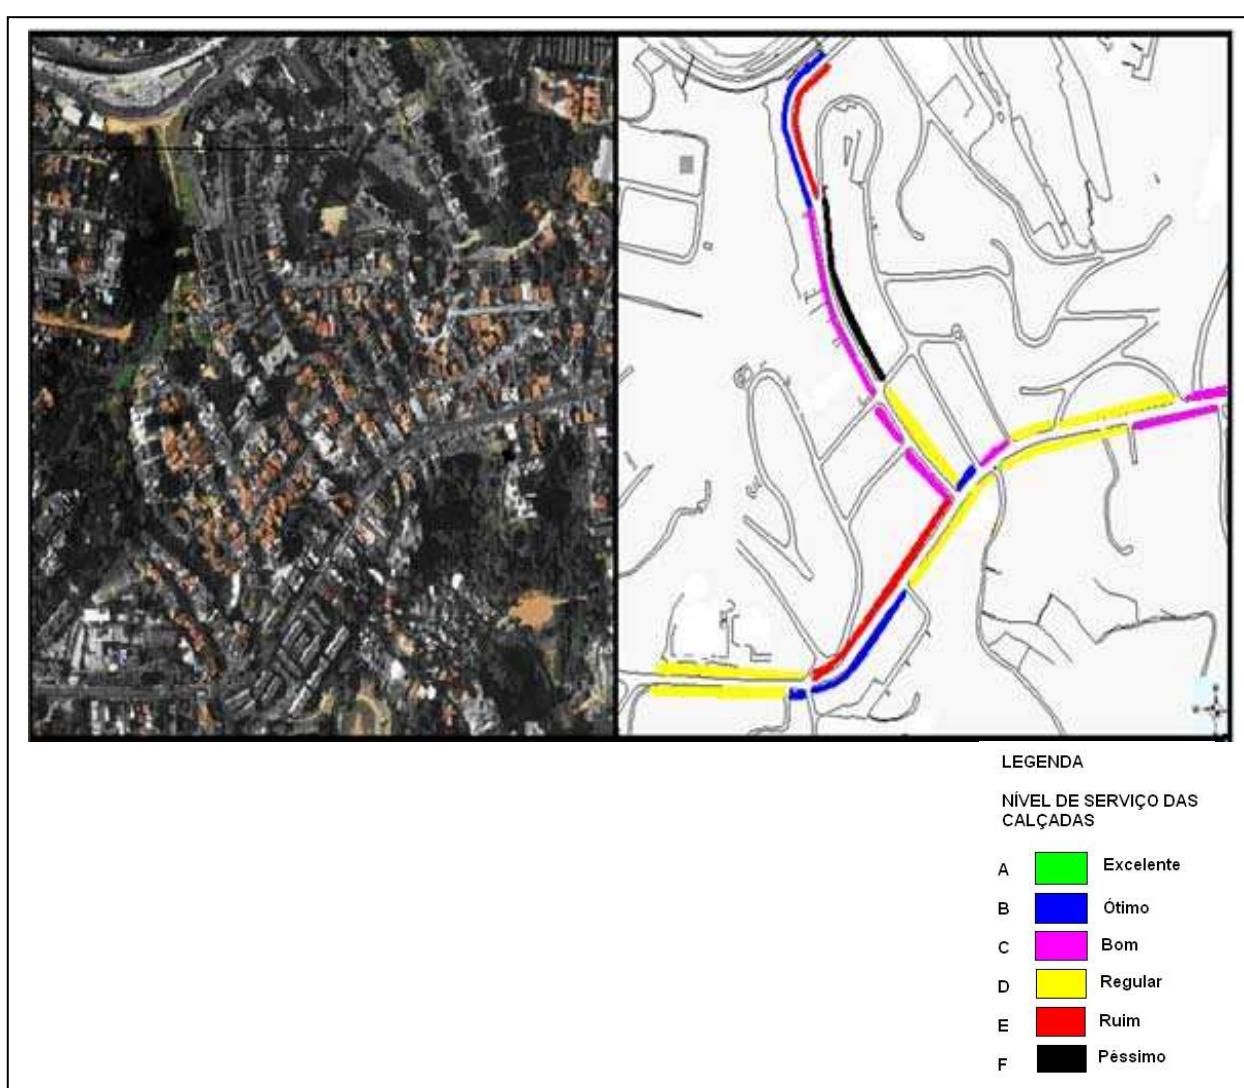 LEGENDA
NÍVEL DE SERVIÇO DAS
CALÇADAS
A Excelente
B Ótimo
C Bom
D Regular
E Ruim
F Péssimo